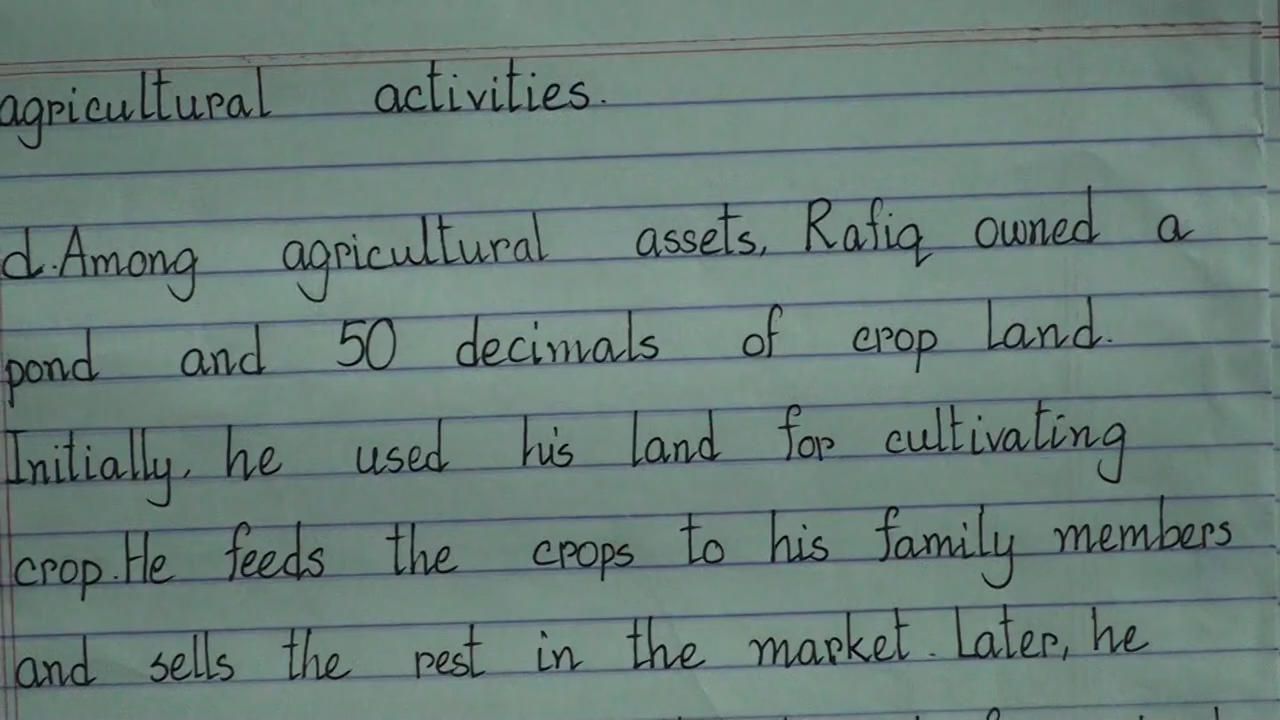 agricultural activities.
d.Among agricultural assets, Rafiq owned a
pond and 50 decimals of crop land.
Initially, he used his land for cultivating
crop.He feeds the crops to his family members
and sells the rest in the market. Later, he